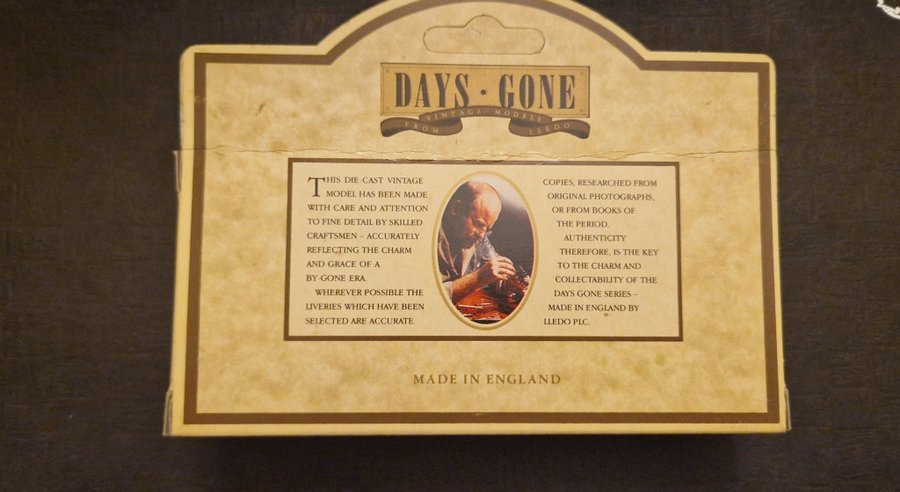 DAYS · GONE
VINTAGE MODELS
FROM LLEDO
THIS DIE-CAST VINTAGE
MODEL HAS BEEN MADE
WITH CARE AND ATTENTION
TO FINE DETAIL BY SKILLED
CRAFTSMEN – ACCURATELY
REFLECTING THE CHARM
AND GRACE OF A
BY-GONE ERA.
WHEREVER POSSIBLE THE
LIVERIES WHICH HAVE BEEN
SELECTED ARE ACCURATE
COPIES, RESEARCHED FROM
ORIGINAL PHOTOGRAPHS,
OR FROM BOOKS OF
THE PERIOD.
AUTHENTICITY
THEREFORE, IS THE KEY
TO THE CHARM AND
COLLECTABILITY OF THE
DAYS GONE SERIES –
MADE IN ENGLAND BY
LLEDO PLC.
MADE IN ENGLAND